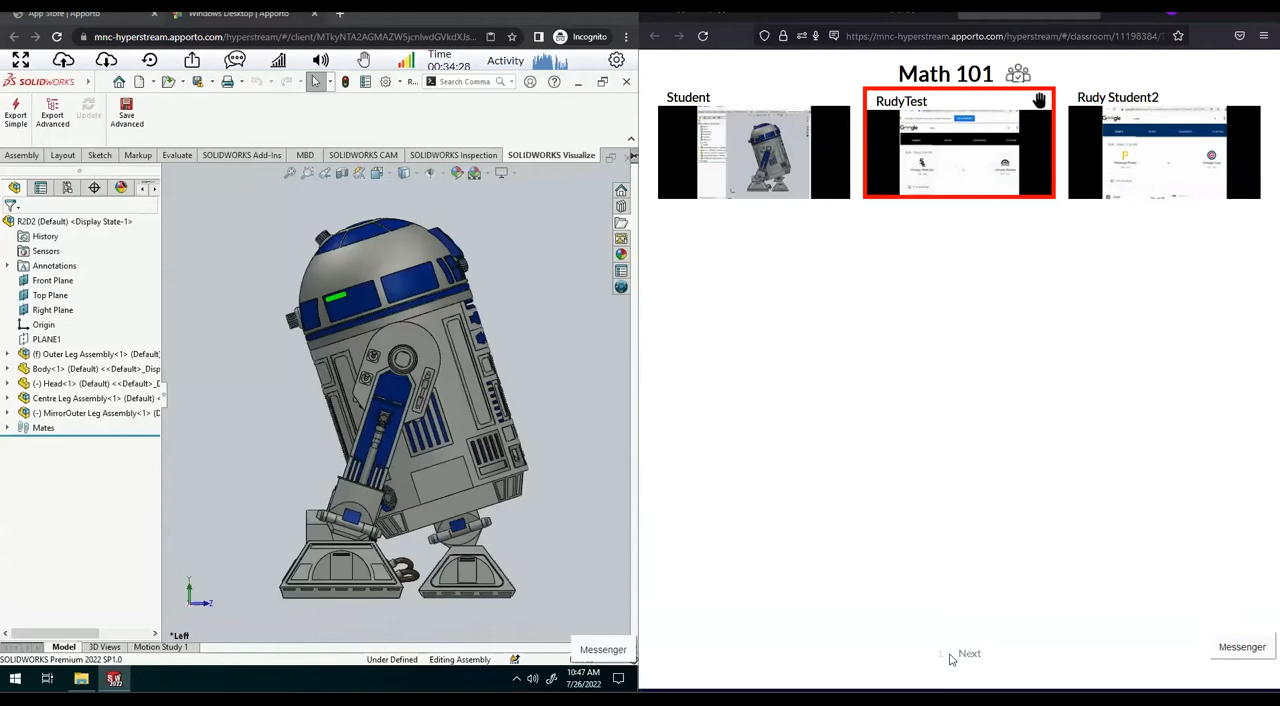 App Store | Apporto
Windows Desktop | Apporto
mnc-hyperstream.apporto.com/hyperstream/#/client/MTkyNTA2AGMAZW5jcnlwdGVkdXJs...
Incognito
Time
00:34:28
Activity
SOLIDWORKS
R...
Search Comma
Export Simple
Export Advanced
Update
Save Advanced
Assembly
Layout
Sketch
Markup
Evaluate
SOLIDWORKS Add-Ins
MBD
SOLIDWORKS CAM
SOLIDWORKS Inspection
SOLIDWORKS Visualize
R2D2 (Default) <Display State-1>
History
Sensors
Annotations
Front Plane
Top Plane
Right Plane
Origin
PLANE1
(f) Outer Leg Assembly<1> (Default)
Body<1> (Default) <<Default>_Disp
(-) Head<1> (Default) <<Default>_
Centre Leg Assembly<1> (Default) <
(-) MirrorOuter Leg Assembly<1> (D
Mates
Y
Z
*Left
Model
3D Views
Motion Study 1
SOLIDWORKS Premium 2022 SP1.0
Under Defined
Editing Assembly
Messenger
10:47 AM
7/26/2022
https://mnc-hyperstream.apporto.com/hyperstream/#/classroom/11198384/
Math 101
Student
RudyTest
Rudy Student2
Google
Google
1
Next
Messenger